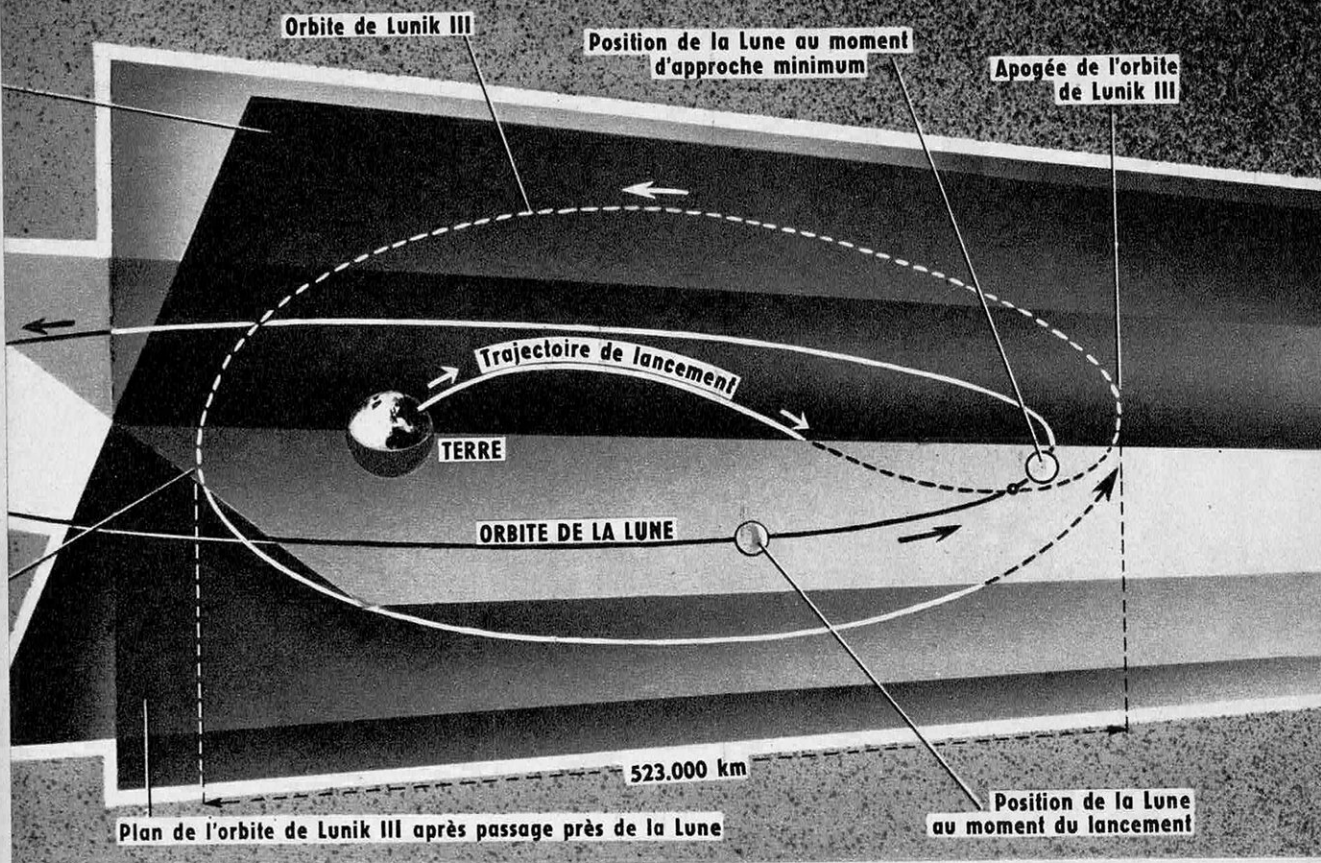 Orbite de Lunik III
Position de la Lune au moment
d'approche minimum
Apogée de l'orbite
de Lunik III
Trajectoire de lancement
TERRE
ORBITE DE LA LUNE
523.000 km
Plan de l'orbite de Lunik III après passage près de la Lune
Position de la Lune
au moment du lancement